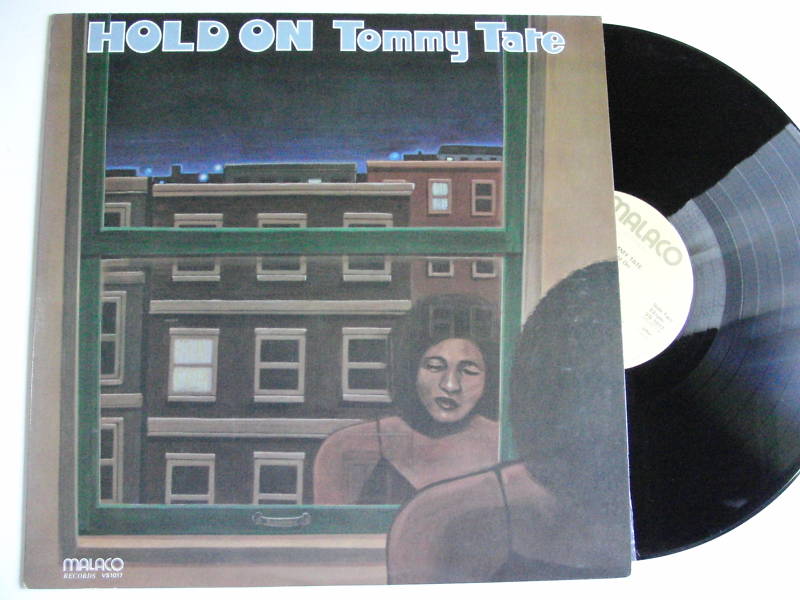 HOLD ON Tommy Tate
MALACO
TOMMY TATE
MALACO
RECORDS VS1017